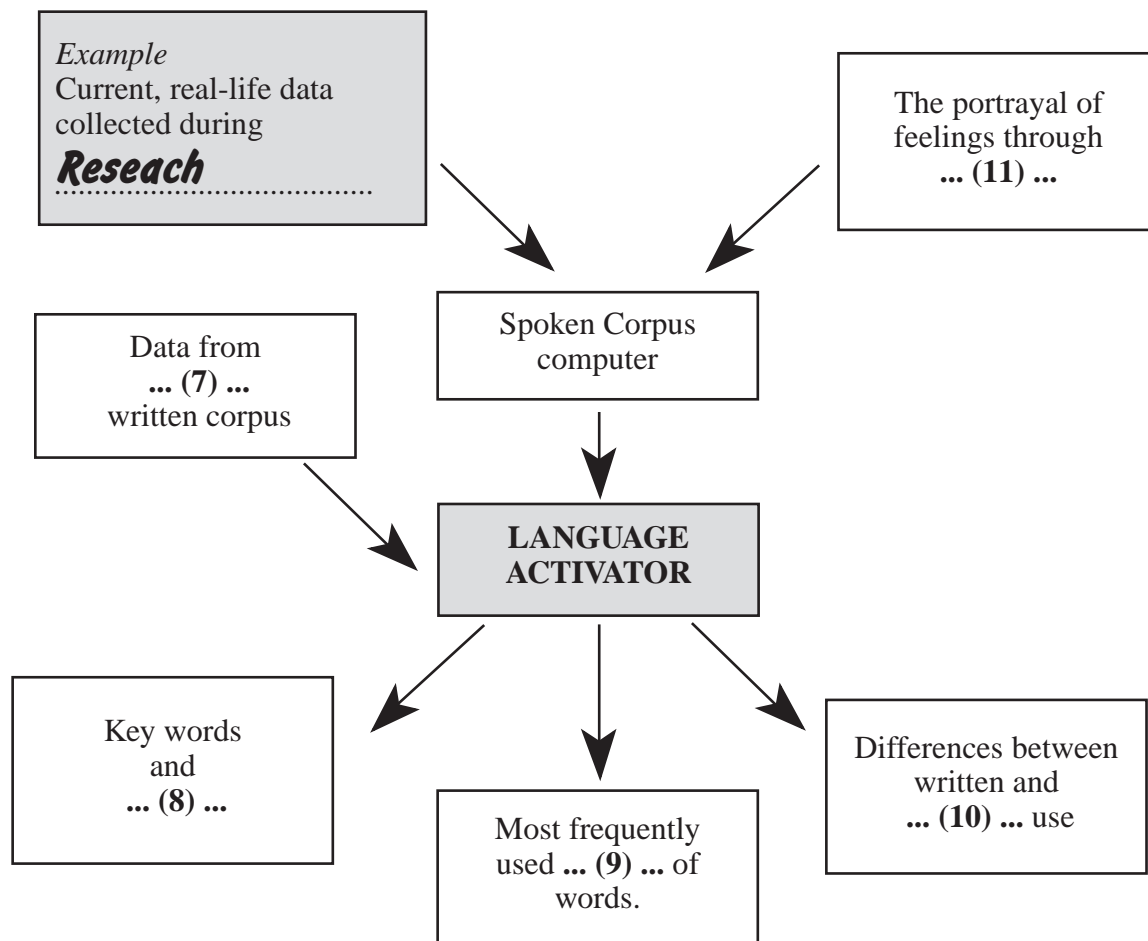 Example
Current, real-life data
collected during
Reseach
The portrayal of
feelings through
... (11) ...
Spoken Corpus
computer
Data from
... (7) ...
written corpus
LANGUAGE
ACTIVATOR
Key words
and
... (8) ...
Most frequently
used ... (9) ... of
words.
Differences between
written and
... (10) ... use